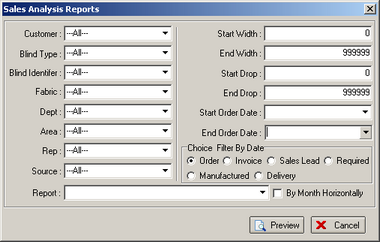 Sales Analysis Reports
Customer : ---All---
Blind Type : ---All---
Blind Identifer : ---All---
Fabric : ---All---
Dept : ---All---
Area : ---All---
Rep : ---All---
Source : ---All---
Start Width : 0
End Width : 999999
Start Drop : 0
End Drop : 999999
Start Order Date :
End Order Date :
Choice Filter By Date
Order Invoice Sales Lead Required
Manufactured Delivery
Report : By Month Horizontally
Preview Cancel